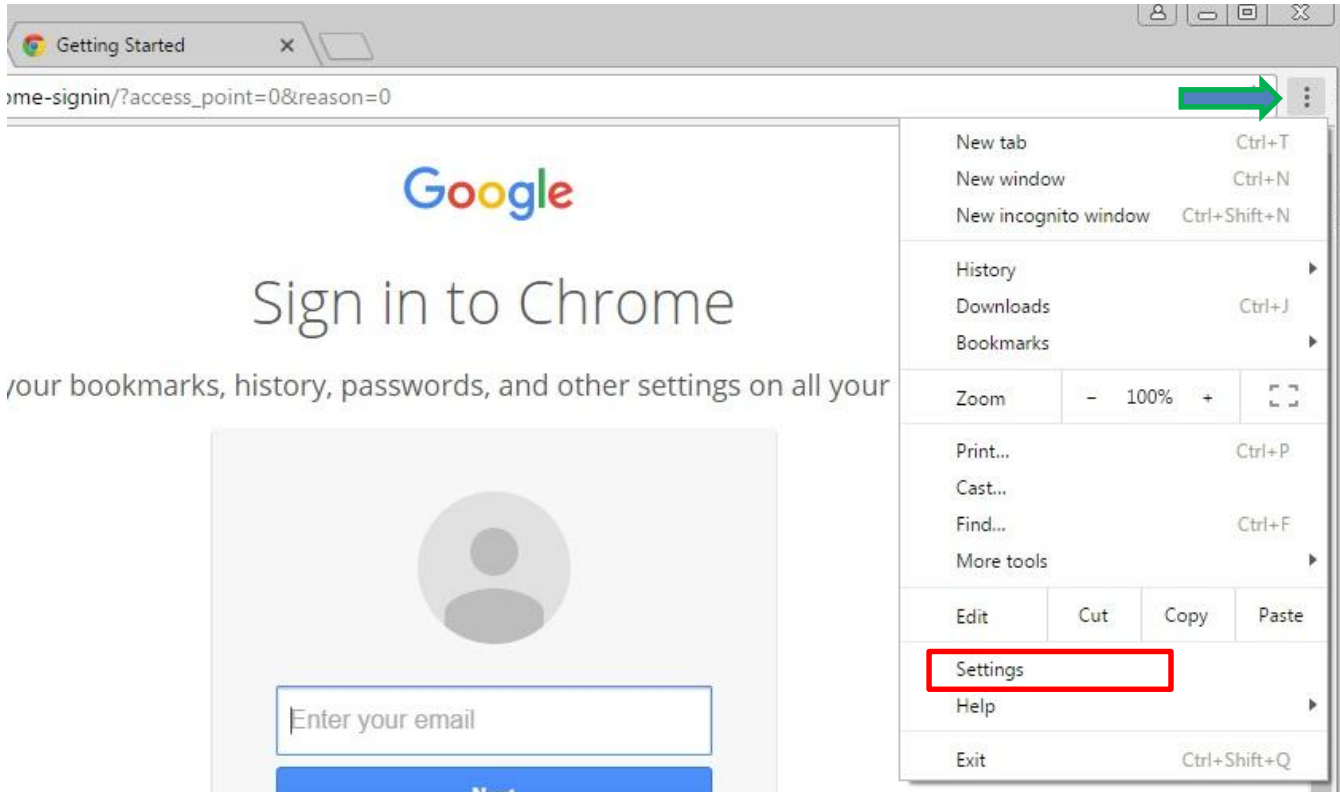 Getting Started
ome-signin/?access_point=0&reason=0
Google
Sign in to Chrome
your bookmarks, history, passwords, and other settings on all your
Enter your email
New tab Ctrl+T
New window Ctrl+N
New incognito window Ctrl+Shift+N
History
Downloads Ctrl+J
Bookmarks
Zoom - 100% +
Print... Ctrl+P
Cast...
Find... Ctrl+F
More tools
Edit Cut Copy Paste
Settings
Help
Exit Ctrl+Shift+Q